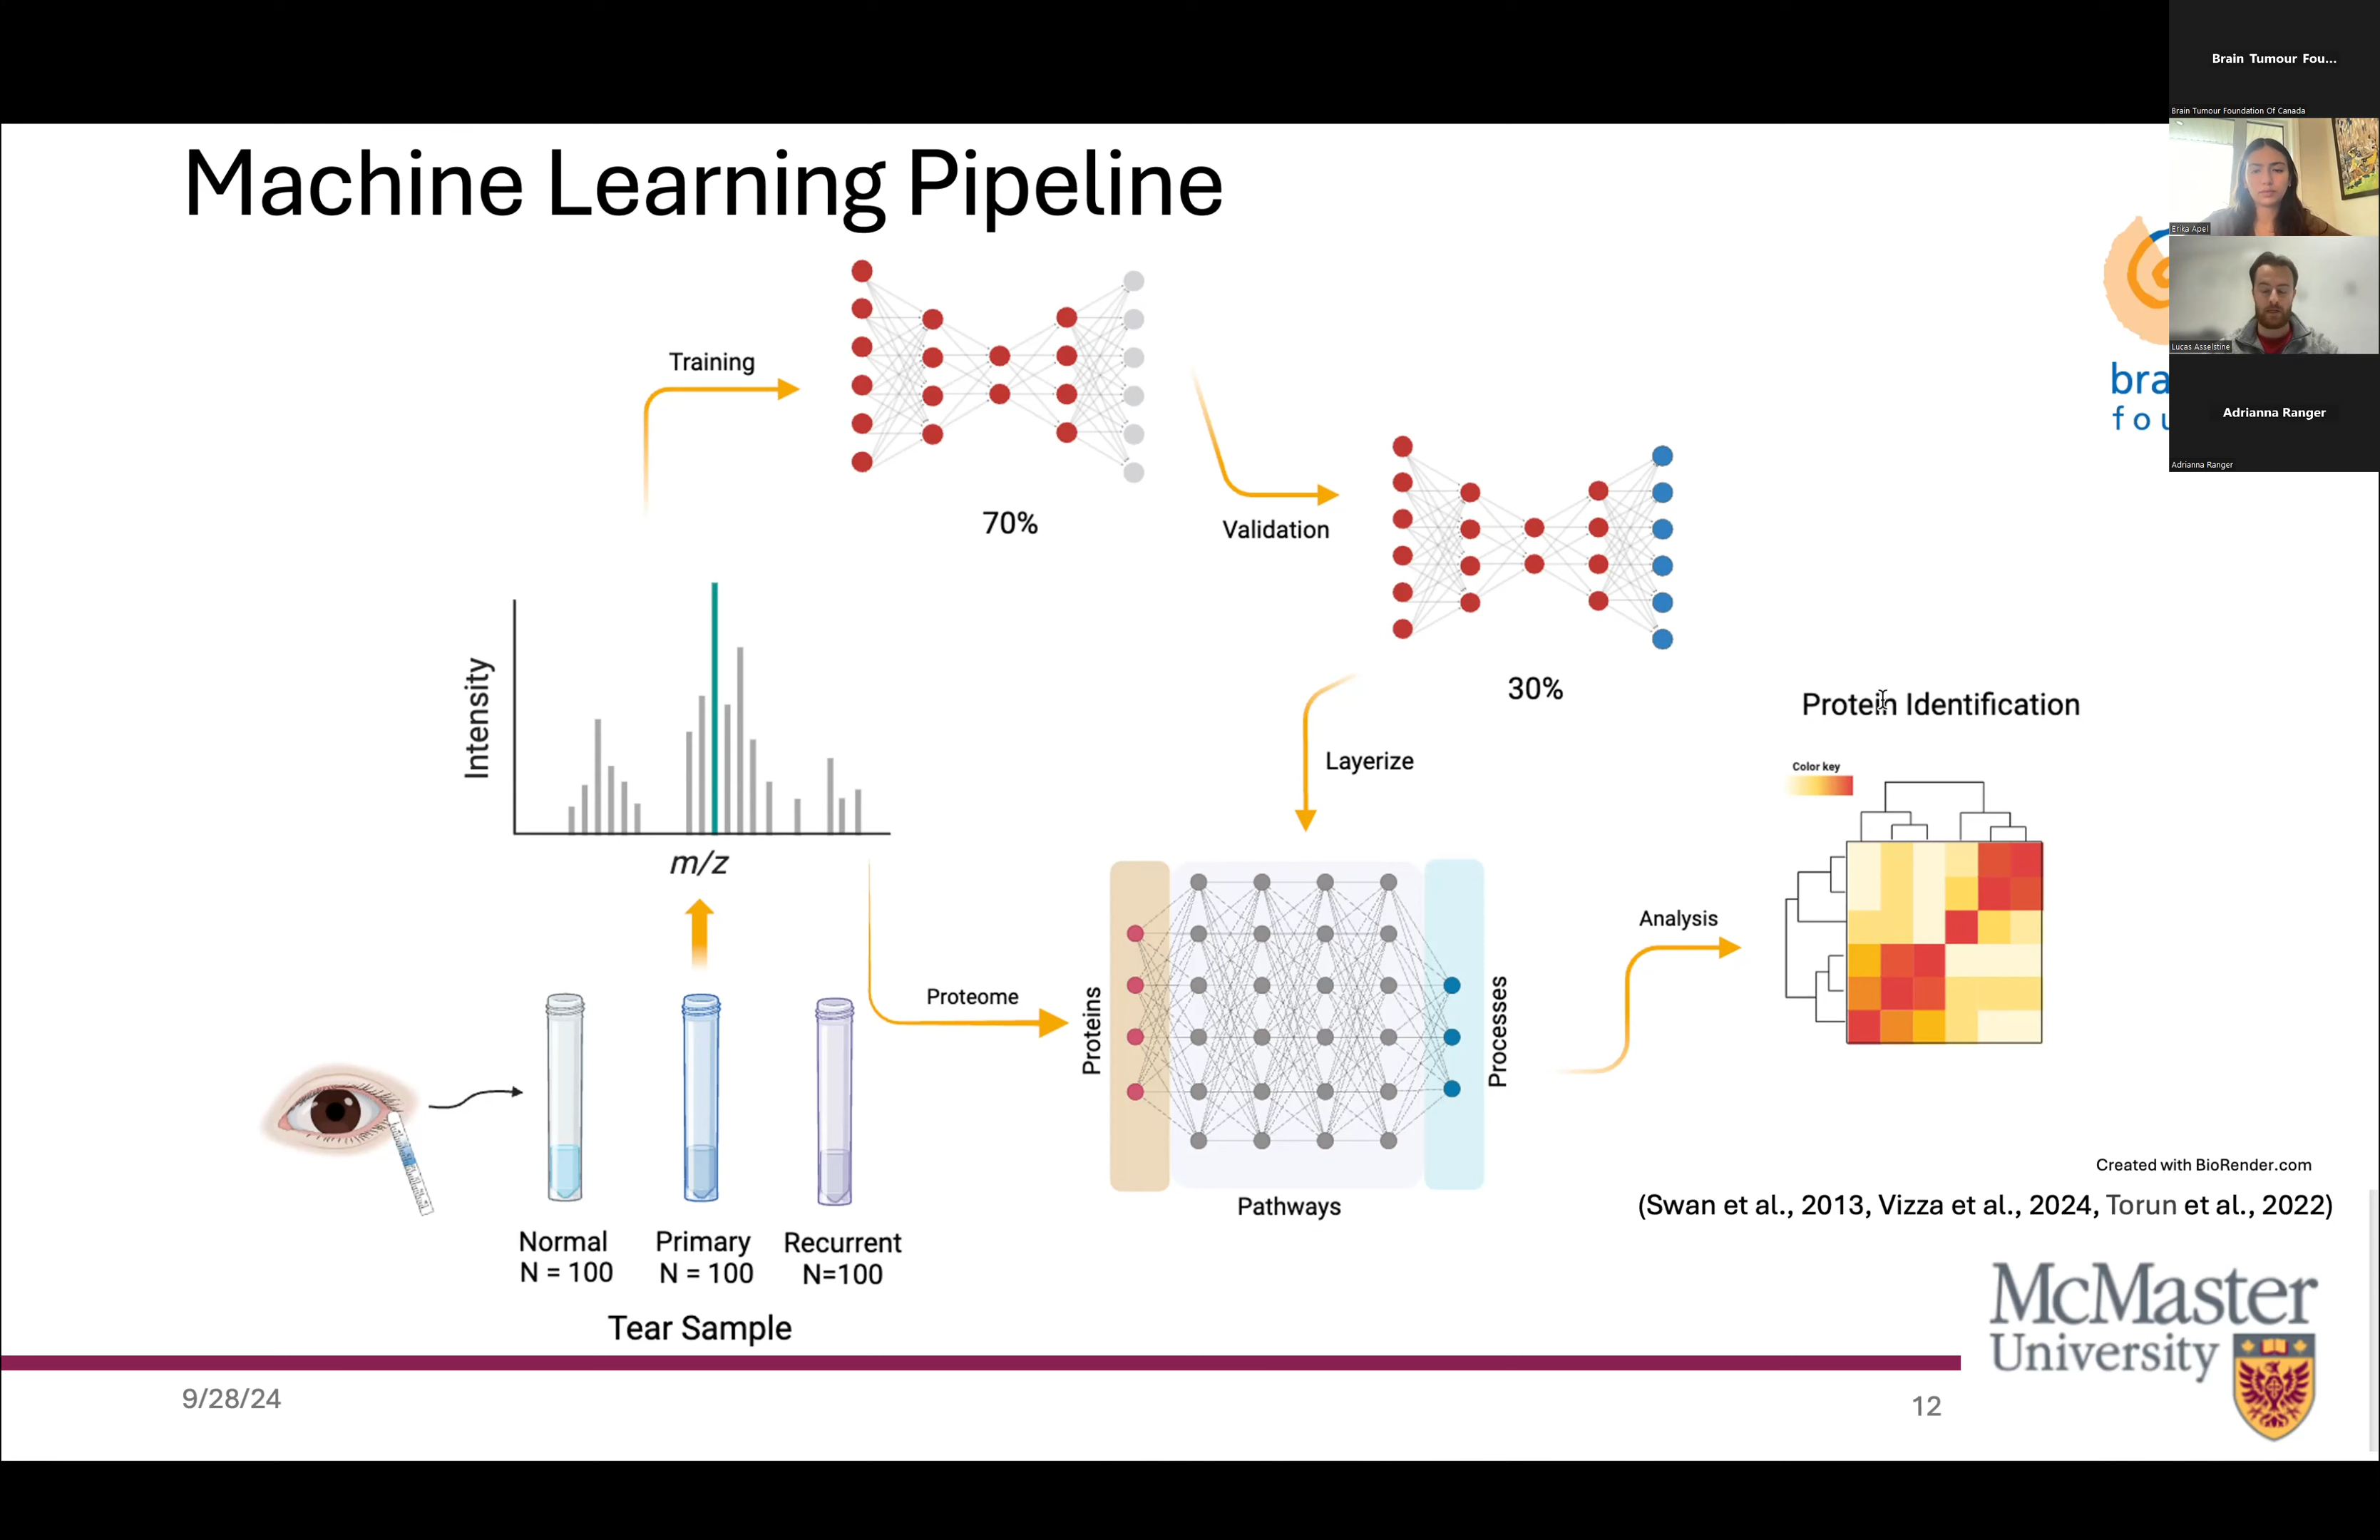 Machine Learning Pipeline
Brain Tumour Fou...
Brain Tumour Foundation Of Canada
Erika Apel
Lucas Asselstine
Adrianna Ranger
Adrianna Ranger
bra
fou
Training
70%
Validation
30%
Layerize
Intensity
m/z
Proteome
Proteins
Pathways
Processes
Analysis
Protein Identification
Color key
Normal
N = 100
Primary
N = 100
Recurrent
N=100
Tear Sample
Created with BioRender.com
(Swan et al., 2013, Vizza et al., 2024, Torun et al., 2022)
McMaster
University
9/28/24
12